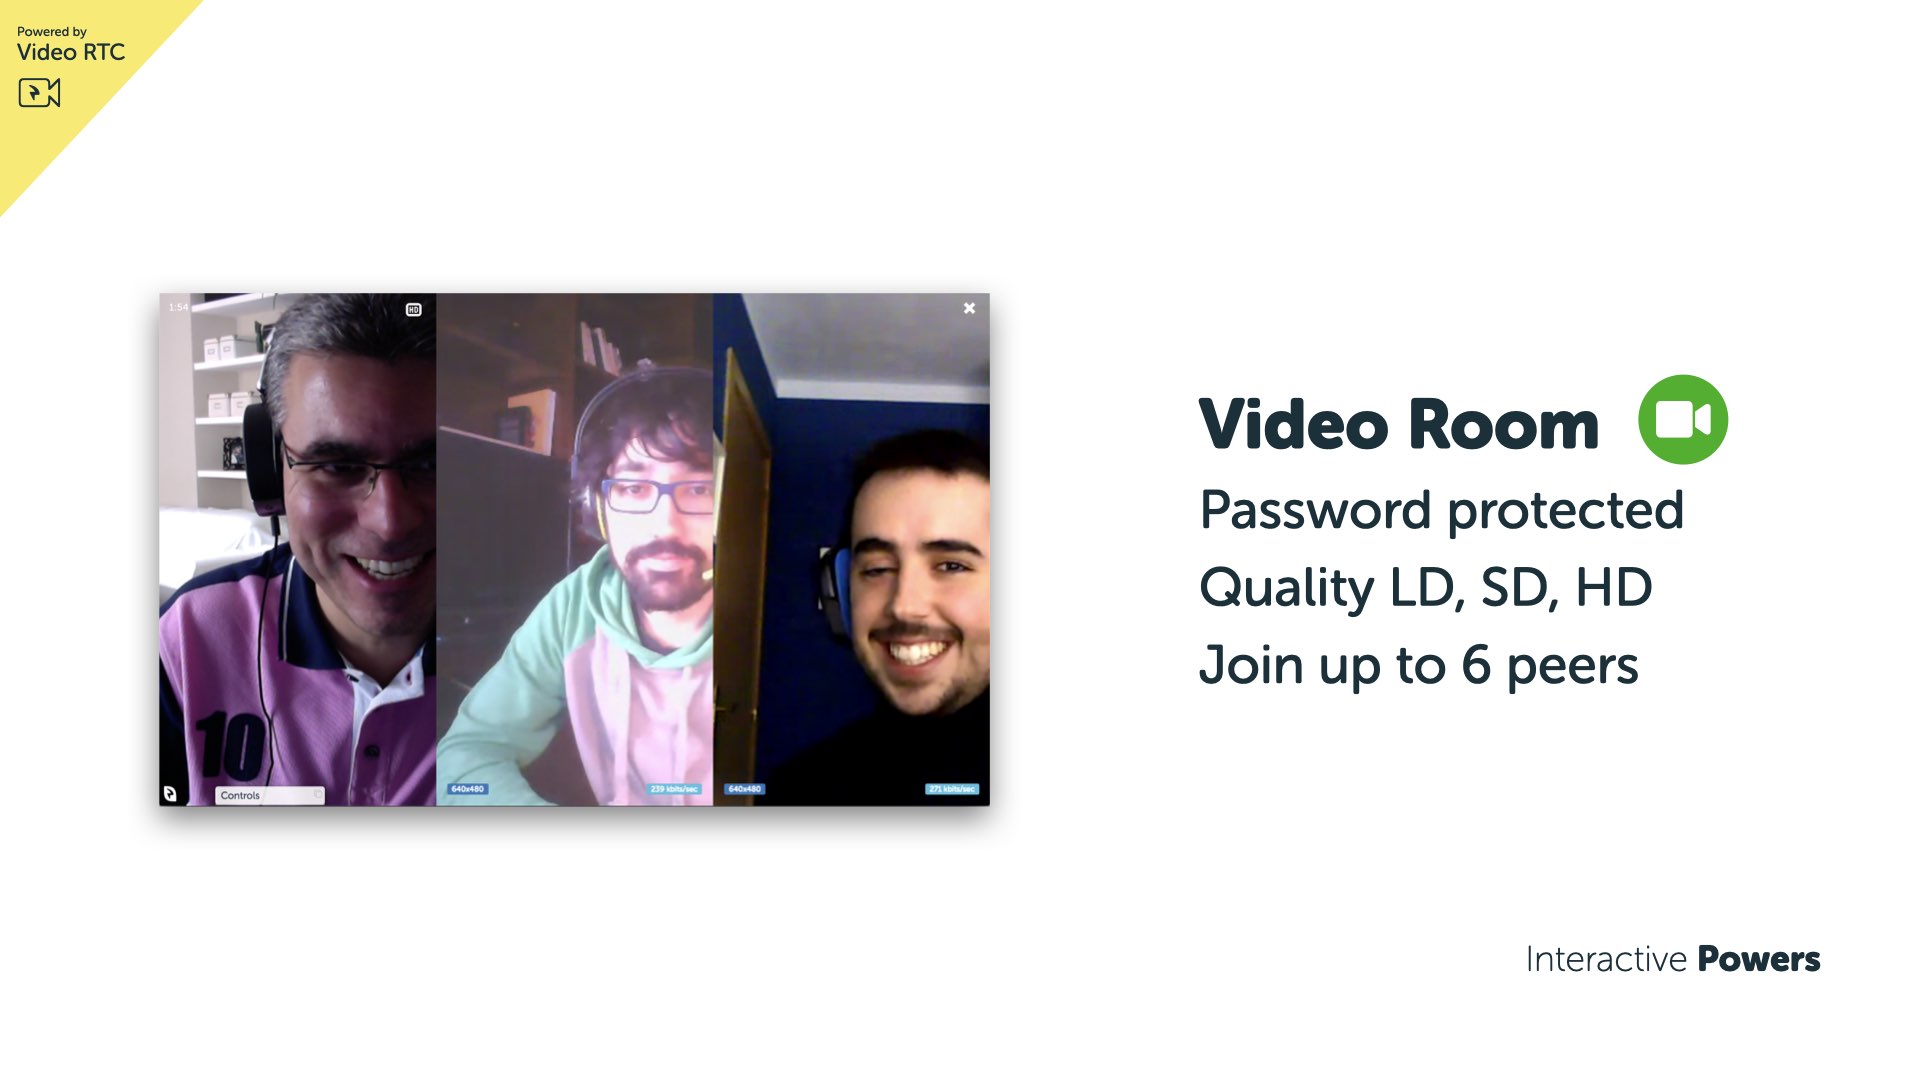 Powered by
Video RTC
1:54
HD
10
Controls
640x480
239 kbits/sec
640x480
271 kbits/sec
Video Room
Password protected
Quality LD, SD, HD
Join up to 6 peers
Interactive Powers